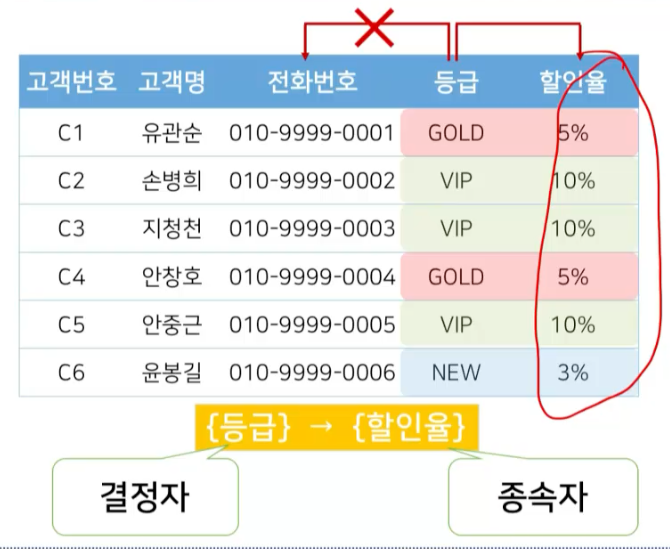 고객번호 고객명 전화번호 등급 할인율
C1 유관순 010-9999-0001 GOLD 5%
C2 손병희 010-9999-0002 VIP 10%
C3 지청천 010-9999-0003 VIP 10%
C4 안창호 010-9999-0004 GOLD 5%
C5 안중근 010-9999-0005 VIP 10%
C6 윤봉길 010-9999-0006 NEW 3%
{등급} → {할인율}
결정자 종속자